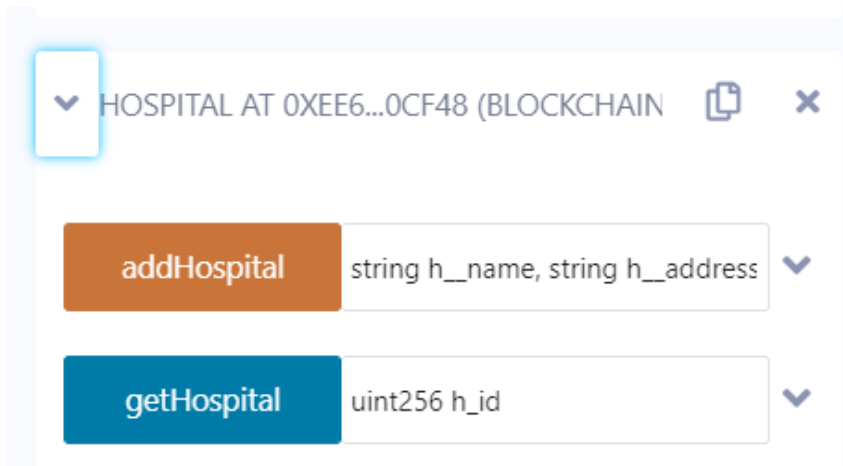 HOSPITAL AT 0XEE6...0CF48 (BLOCKCHAIN
addHospital string h__name, string h__address
getHospital uint256 h_id